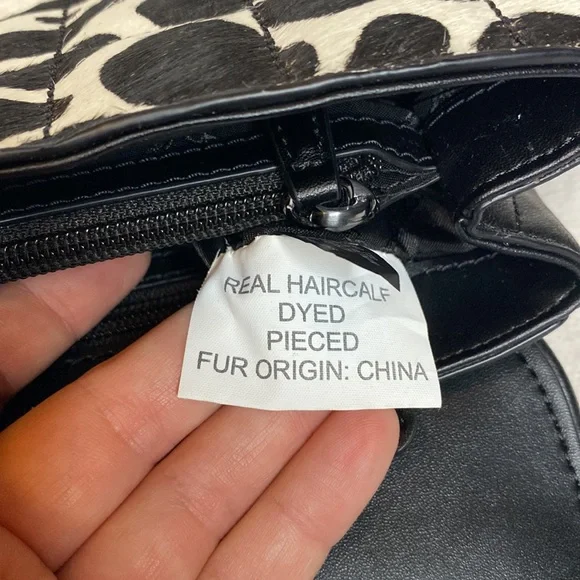 REAL HAIRCALF
DYED
PIECED
FUR ORIGIN: CHINA